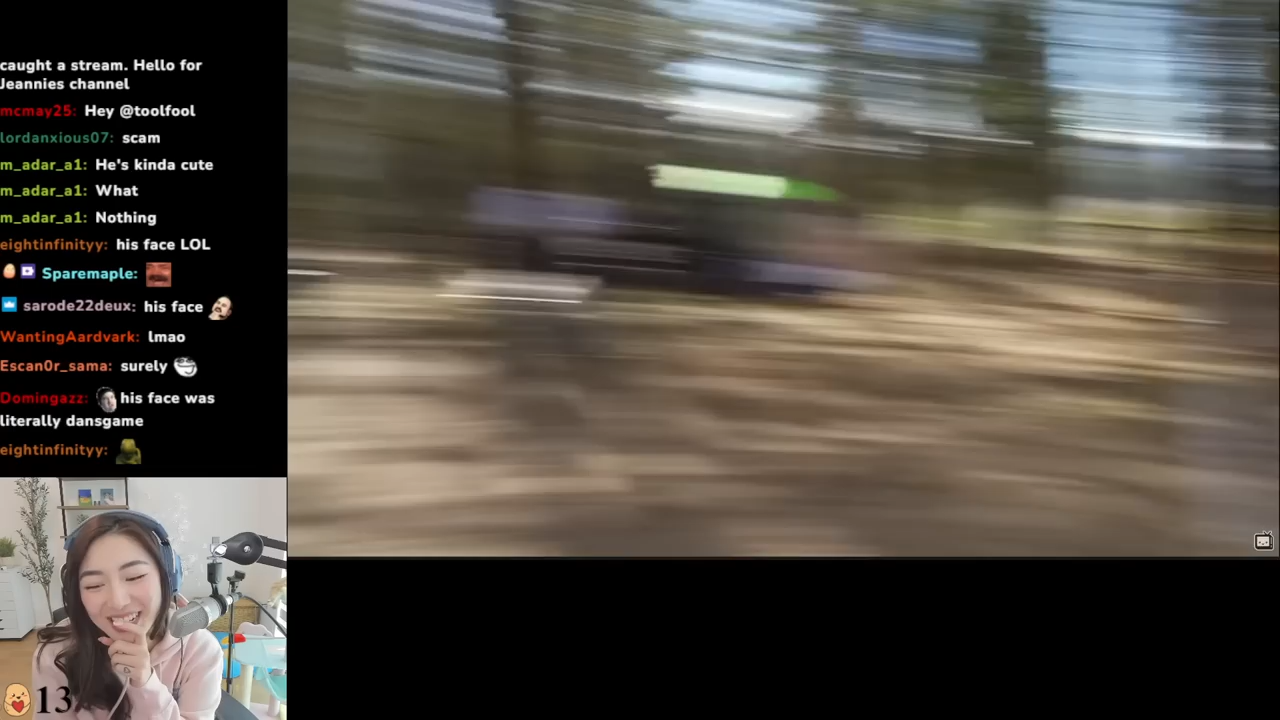 caught a stream. Hello for
Jeannies channel
mcmay25: Hey @toolfool
lordanxious07: scam
m_adar_a1: He's kinda cute
m_adar_a1: What
m_adar_a1: Nothing
eightinfinityy: his face LOL
Sparemaple:
sarode22deux: his face
WantingAardvark: lmao
Escan0r_sama: surely
Domingazz: his face was
literally dansgame
eightinfinityy:
13